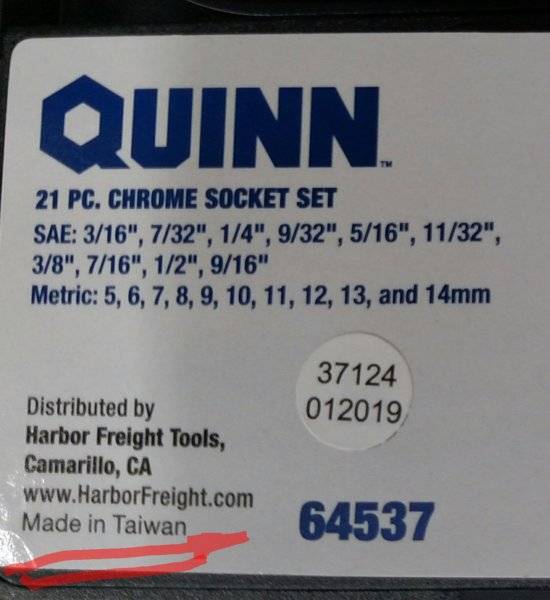 QUINN™
21 PC. CHROME SOCKET SET
SAE: 3/16", 7/32", 1/4", 9/32", 5/16", 11/32",
3/8", 7/16", 1/2", 9/16"
Metric: 5, 6, 7, 8, 9, 10, 11, 12, 13, and 14mm
37124
012019
Distributed by
Harbor Freight Tools,
Camarillo, CA
www.HarborFreight.com
Made in Taiwan
64537